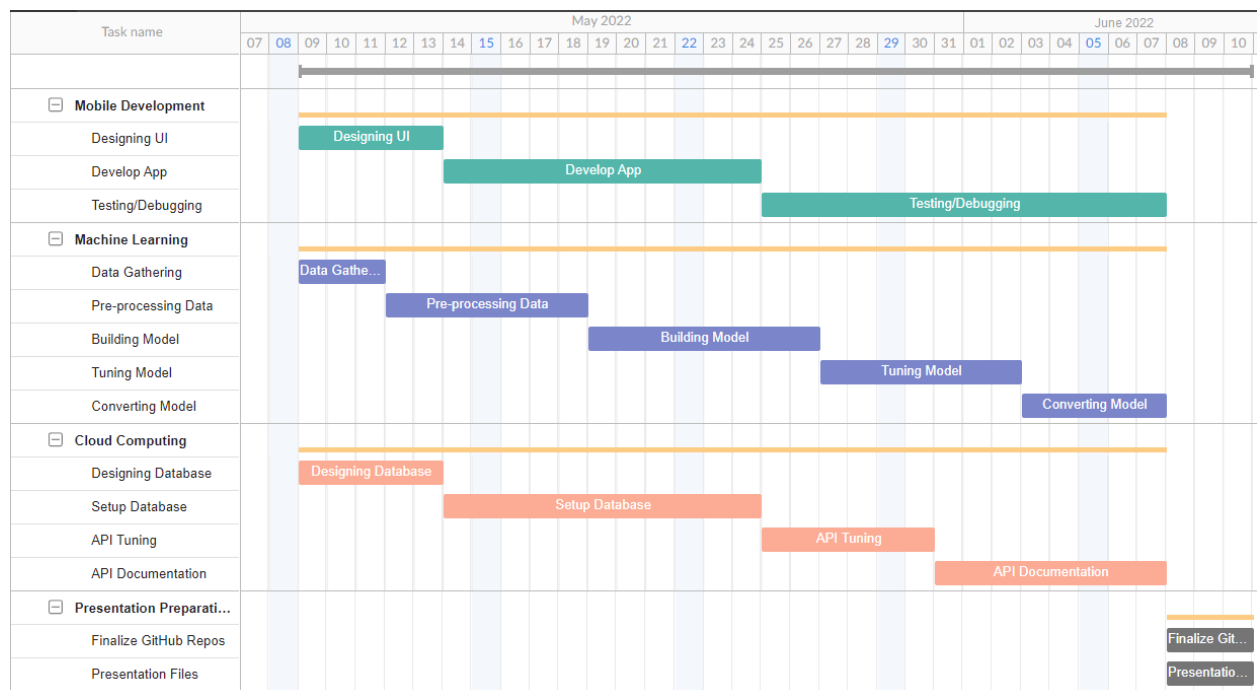 Task name
May 2022
June 2022
07 08 09 10 11 12 13 14 15 16 17 18 19 20 21 22 23 24 25 26 27 28 29 30 31 01 02 03 04 05 06 07 08 09 10
Mobile Development
Designing UI
Designing UI
Develop App
Develop App
Testing/Debugging
Testing/Debugging
Machine Learning
Data Gathering
Data Gathe...
Pre-processing Data
Pre-processing Data
Building Model
Building Model
Tuning Model
Tuning Model
Converting Model
Converting Model
Cloud Computing
Designing Database
Designing Database
Setup Database
Setup Database
API Tuning
API Tuning
API Documentation
API Documentation
Presentation Preparati...
Finalize GitHub Repos
Finalize Git...
Presentation Files
Presentatio...